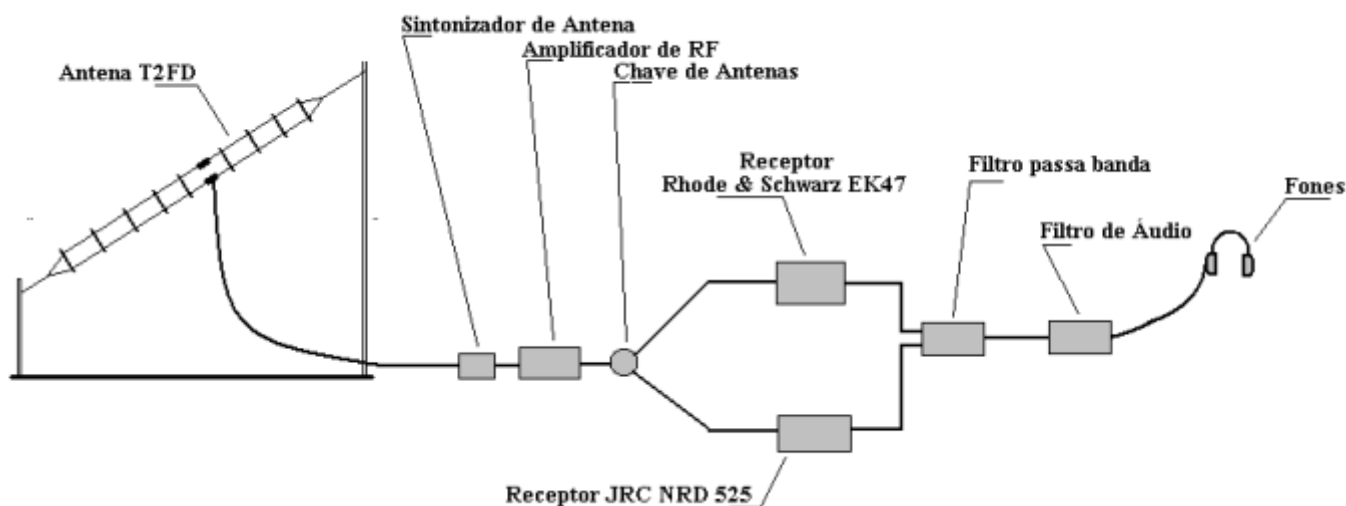 Sintonizador de Antena
Amplificador de RF
Antena T2FD
Chave de Antenas
Receptor
Rhode & Schwarz EK47
Filtro passa banda
Fones
Filtro de Áudio
Receptor JRC NRD 525